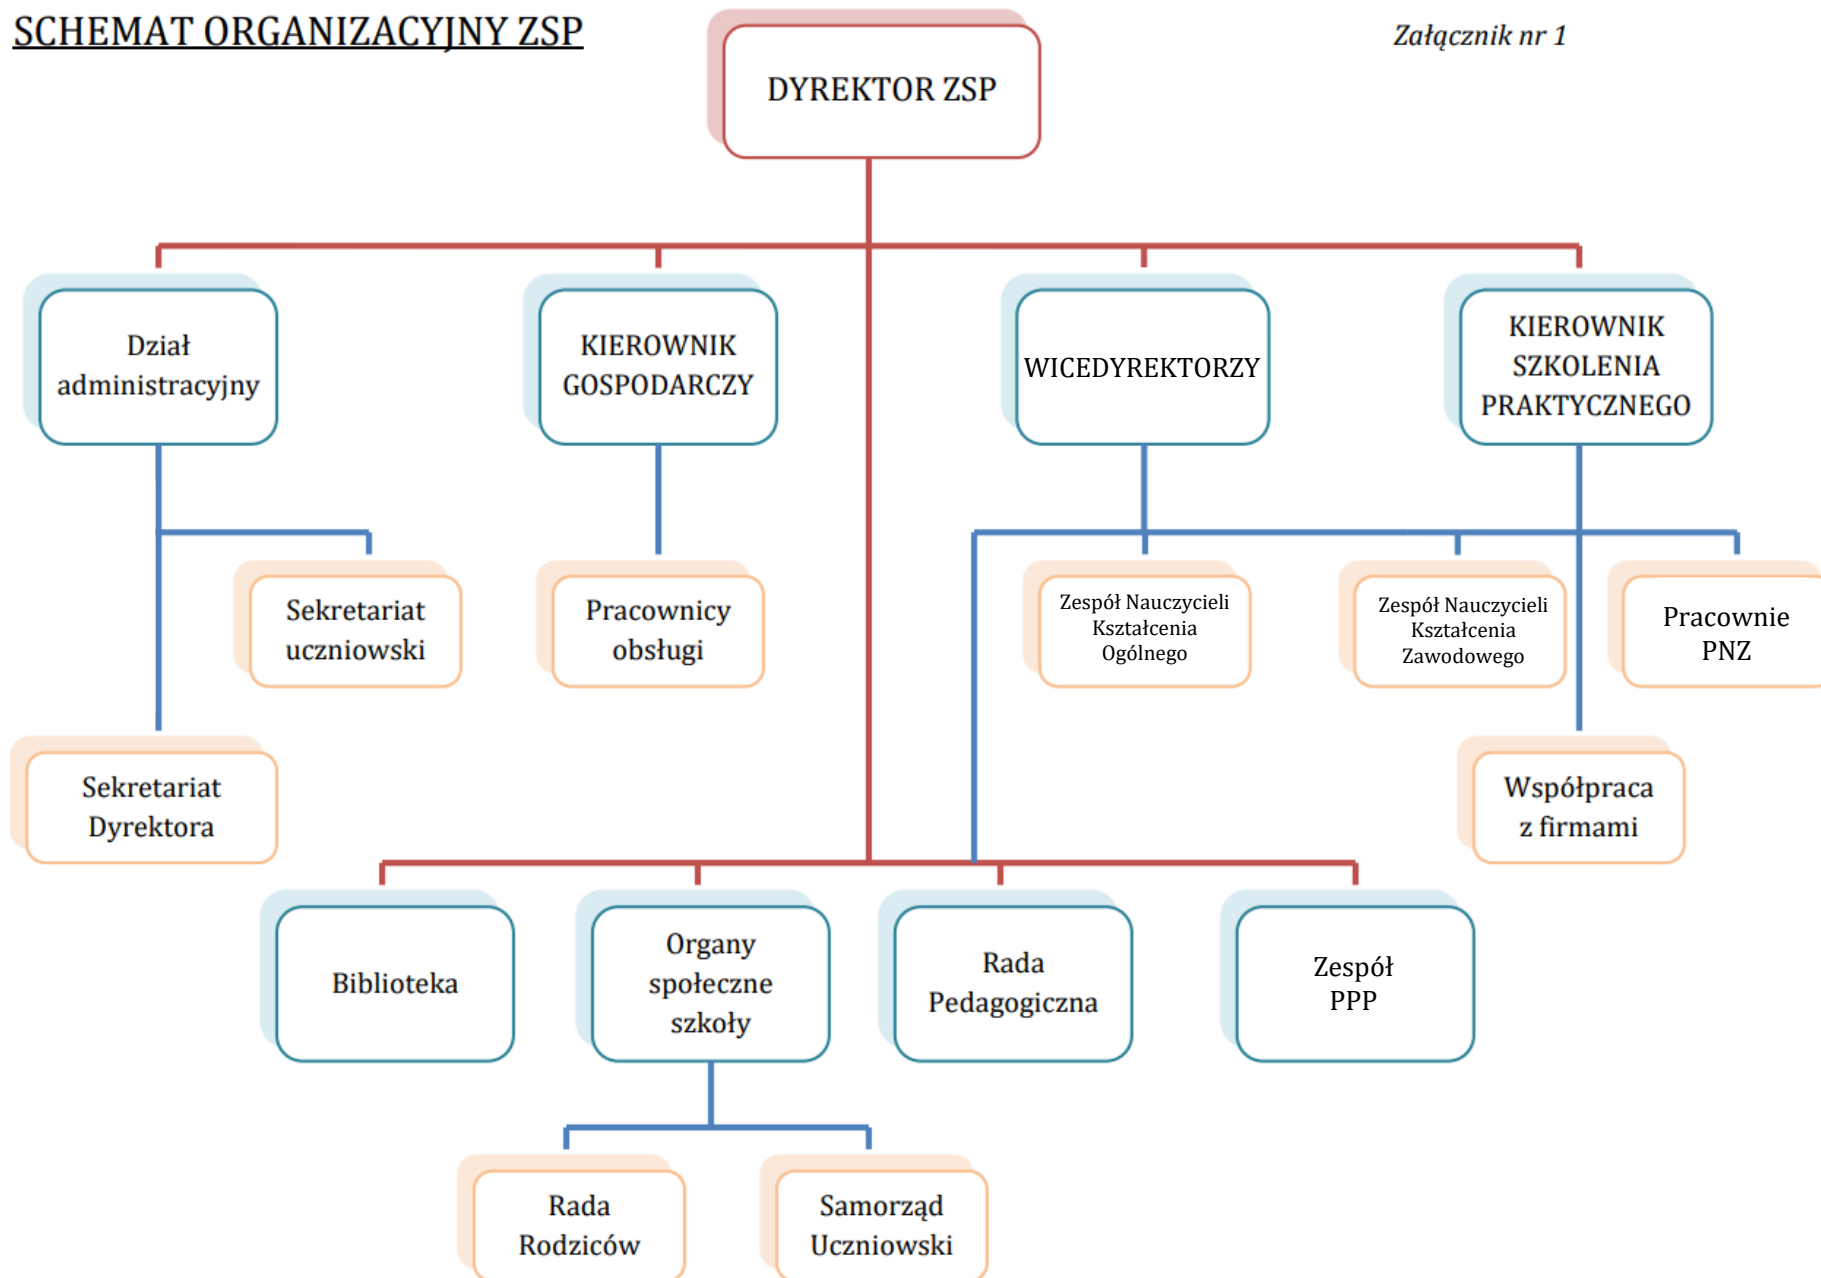 SCHEMAT ORGANIZACYJNY ZSP
Załącznik nr 1
DYREKTOR ZSP
Dział
administracyjny
KIEROWNIK
GOSPODARCZY
WICEDYREKTORZY
KIEROWNIK
SZKOLENIA
PRAKTYCZNEGO
Sekretariat
uczniowski
Pracownicy
obsługi
Zespół Nauczycieli
Kształcenia
Ogólnego
Zespół Nauczycieli
Kształcenia
Zawodowego
Pracownie
PNZ
Sekretariat
Dyrektora
Współpraca
z firmami
Biblioteka
Organy
społeczne
szkoły
Rada
Pedagogiczna
Zespół
PPP
Rada
Rodziców
Samorząd
Uczniowski